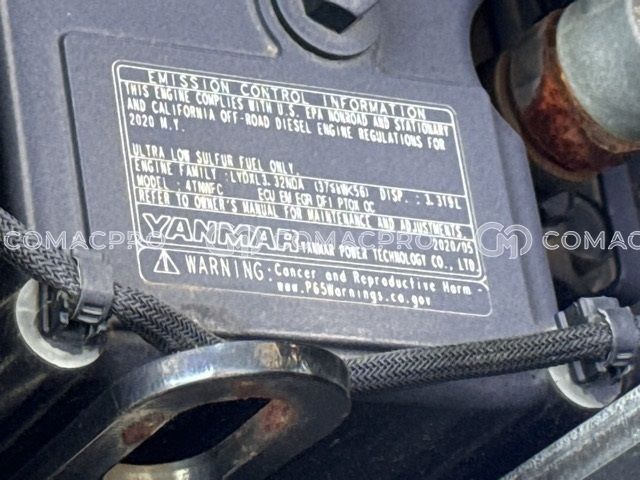 EMISSION CONTROL INFORMATION
THIS ENGINE COMPLIES WITH U.S. EPA NONROAD AND STATIONARY
AND CALIFORNIA OFF-ROAD DIESEL ENGINE REGULATIONS FOR
2020 M.Y.
ULTRA LOW SULFUR FUEL ONLY.
ENGINE FAMILY : LYDXL3.32NDA (37≤kW<56) DISP. : 3.319L
MODEL : ECU EM EGR DFI PTOX OC
REFER TO OWNER'S MANUAL FOR MAINTENANCE AND ADJUSTMENTS.
2020/05
YANMAR YANMAR POWER TECHNOLOGY CO., LTD
WARNING: Cancer and Reproductive Harm -
www.P65Warnings.ca.gov
COMACPRO COMACPRO COMACPRO